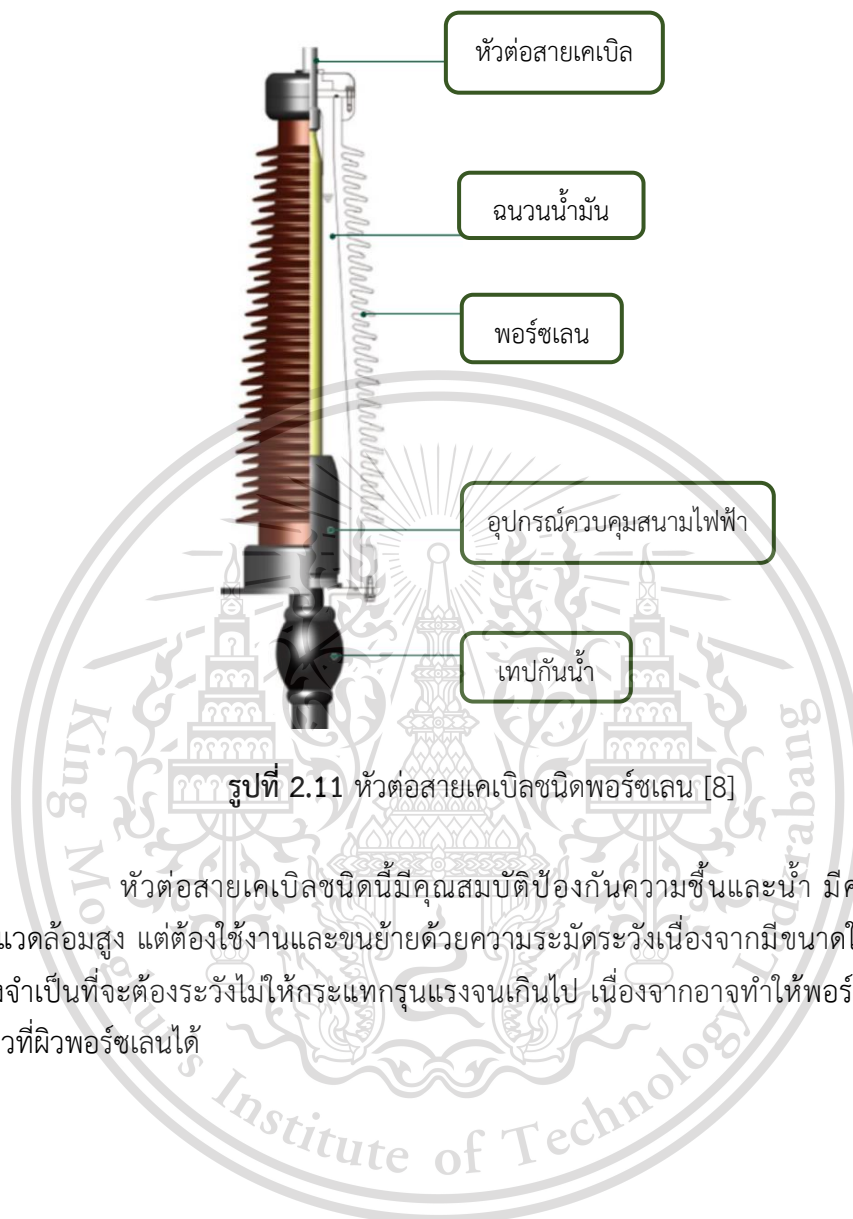 หัวต่อสายเคเบิล
ฉนวนน้ำมัน
พอร์ซเลน
อุปกรณ์ควบคุมสนามไฟฟ้า
เทปกันน้ำ
รูปที่ 2.11 หัวต่อสายเคเบิลชนิดพอร์ซเลน [8]
หัวต่อสายเคเบิลชนิดนี้มีคุณสมบัติป้องกันความชื้นและน้ำ
แวดล้อมสูง แต่ต้องใช้งานและขนย้ายด้วยความระมัดระวังเนื่องจากมีขนาด
จำเป็นที่จะต้องระวังไม่ให้กระแทกรุนแรงจนเกินไป เนื่องจากอาจทำให้พอร์
ที่ผิวพอร์ซเลนได้
King Mongkut's Institute of Technology Ladkrabang